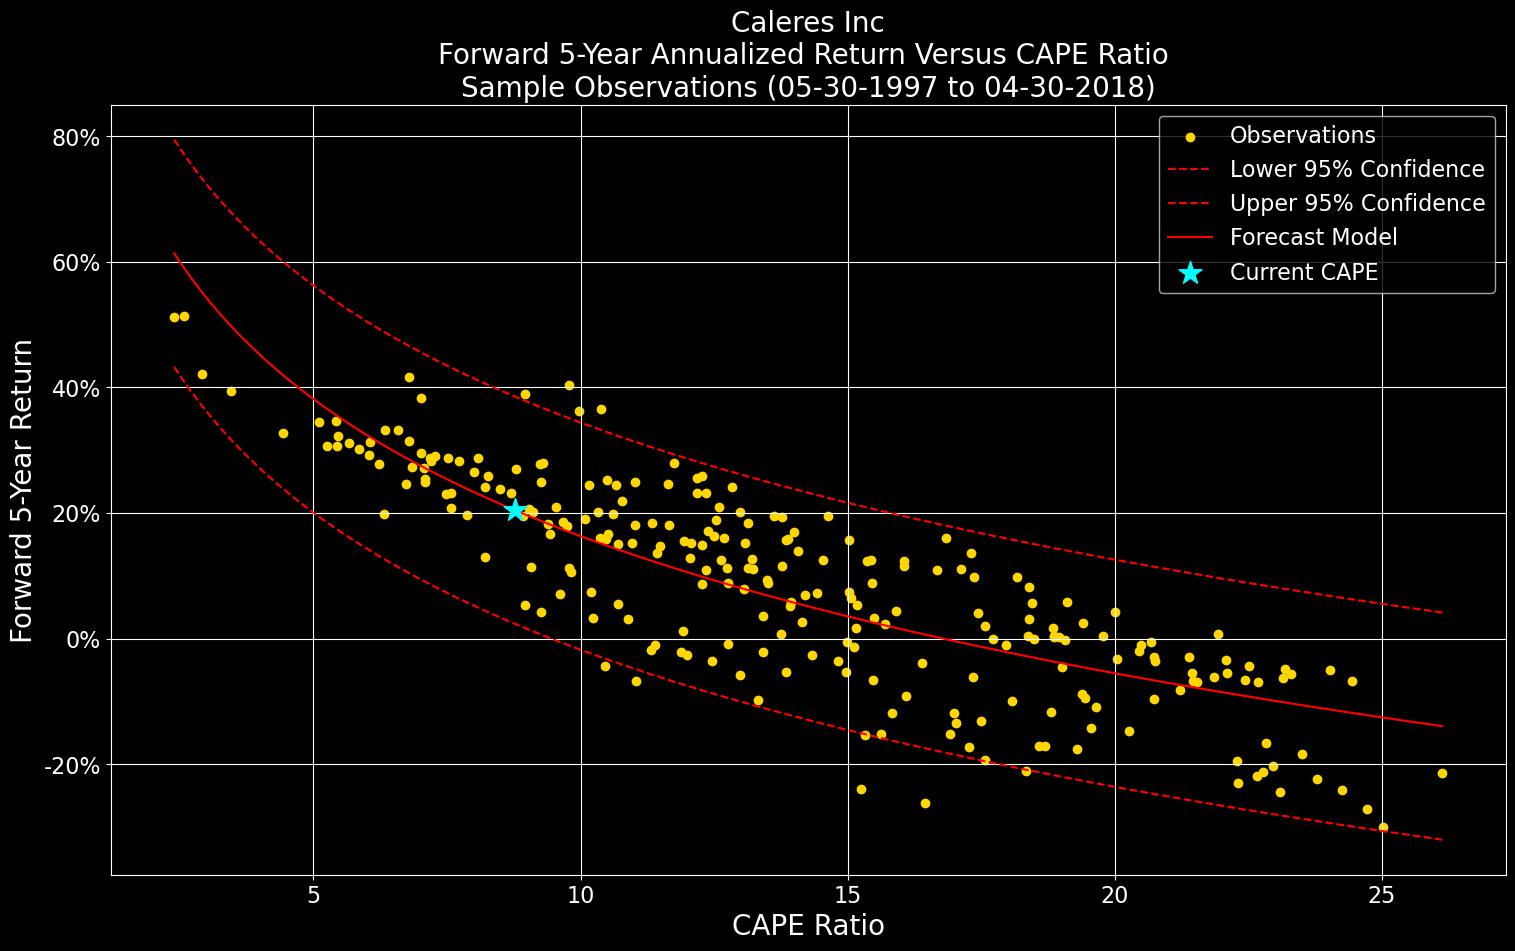 Caleres Inc
Forward 5-Year Annualized Return Versus CAPE Ratio
Sample Observations (05-30-1997 to 04-30-2018)
Observations
Lower 95% Confidence
Upper 95% Confidence
Forecast Model
Current CAPE
Forward 5-Year Return
80%
60%
40%
20%
0%
-20%
5
10
15
20
25
CAPE Ratio